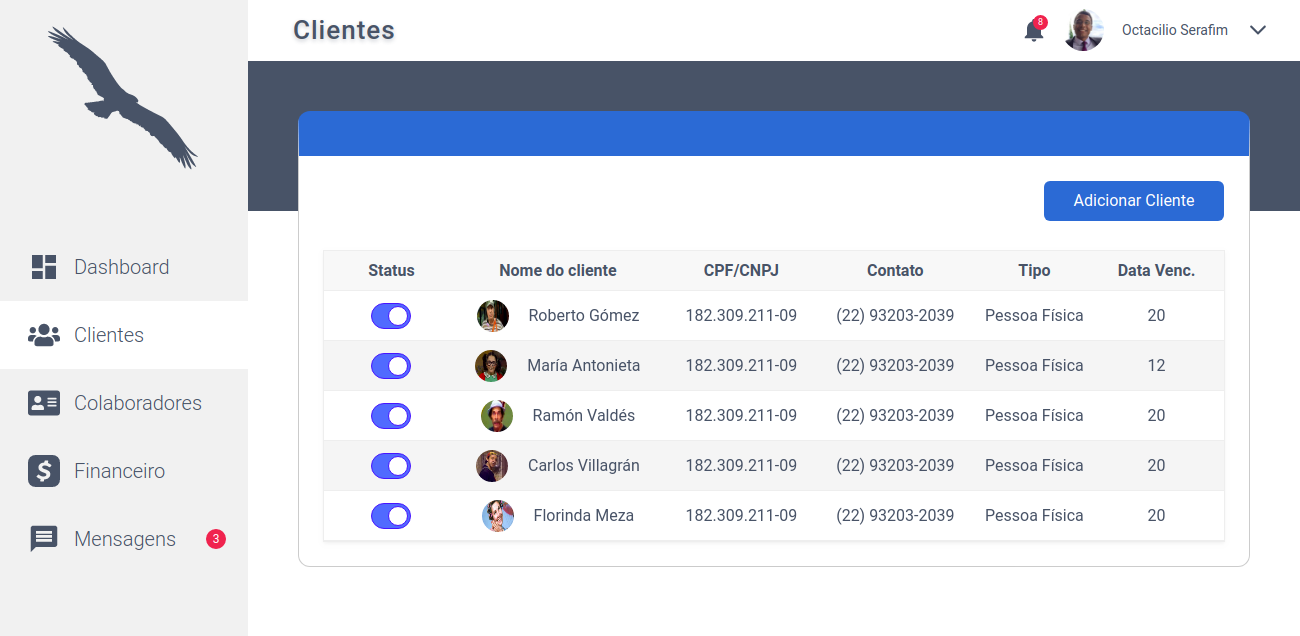 Clientes
8
Octacilio Serafim
Dashboard
Clientes
Colaboradores
Financeiro
Mensagens 3
Adicionar Cliente
Status Nome do cliente CPF/CNPJ Contato Tipo Data Venc.
Roberto Gómez 182.309.211-09 (22) 93203-2039 Pessoa Física 20
María Antonieta 182.309.211-09 (22) 93203-2039 Pessoa Física 12
Ramón Valdés 182.309.211-09 (22) 93203-2039 Pessoa Física 20
Carlos Villagrán 182.309.211-09 (22) 93203-2039 Pessoa Física 20
Florinda Meza 182.309.211-09 (22) 93203-2039 Pessoa Física 20